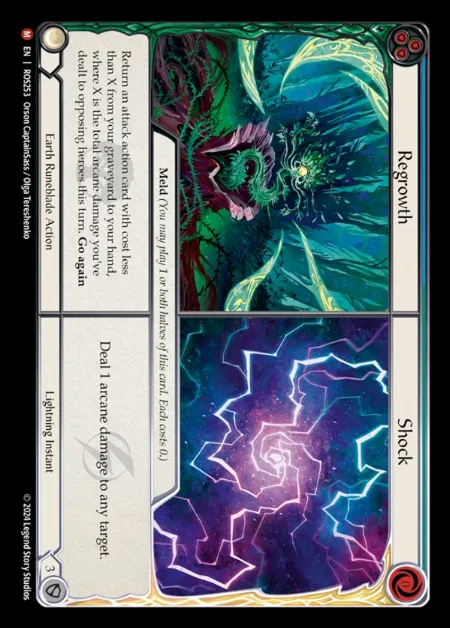 Regrowth
Shock
0
Meld (You may play 1 or both halves of this card. Each costs 0.)
Return an attack action card with cost less
than X from your graveyard to your hand,
where X is the total arcane damage you've
dealt to opposing heroes this turn. Go again
Deal 1 arcane damage to any target.
Earth Runeblade Action
Lightning Instant
3
M EN | ROS253 Orson CaptainSass / Olga Tereshenko
© 2024 Legend Story Studios